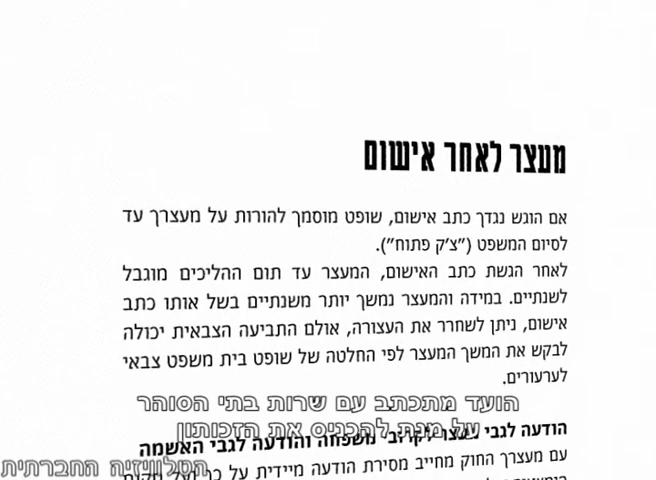 מעצר לאחר אישום
אם הוגש נגדך כתב אישום, שופט מוסמך להורות על מעצרך עד
לסיום המשפט ("צ'ק פתוח").
לאחר הגשת כתב האישום, המעצר עד תום ההליכים מוגבל
לשנתיים. במידה והמעצר נמשך יותר משנתיים בשל אותו כתב
אישום, ניתן לשחרר את העצורה, אולם התביעה הצבאית יכולה
לבקש את המשך המעצר לפי החלטה של שופט בית משפט צבאי
לערעורים.
הועד מתכתב עם שרות בתי הסוהר
על מנת להכניס את הזכותון
הודעה לגבי מעצר לקרובי משפחה והודעה לגבי האשמה
עם מעצרך החוק מחייב מסירת הודעה מיידית על כך
הטלוויזיה החברתית